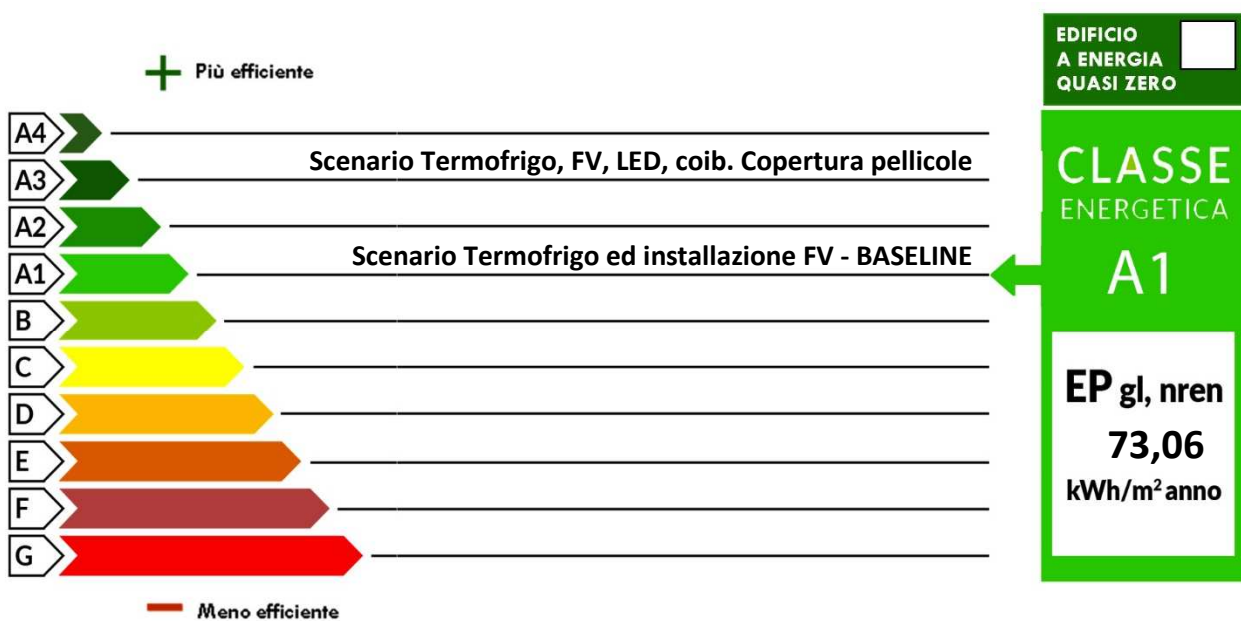 Più efficiente
A4
A3
Scenario Termofrigo, FV, LED, coib. Copertura pellicole
A2
A1
Scenario Termofrigo ed installazione FV - BASELINE
B
C
D
E
F
G
Meno efficiente
EDIFICIO
A ENERGIA
QUASI ZERO
CLASSE
ENERGETICA
A1
EP gl, nren
73,06
kWh/m² anno